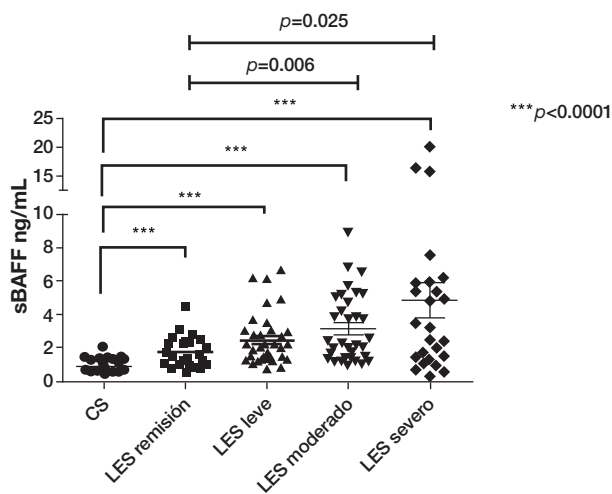 p=0.025
p=0.006
***
***p<0.0001
***
***
***
sBAFF ng/mL
25
20
15
10
8
6
4
2
0
CS
LES remisión
LES leve
LES moderado
LES severo